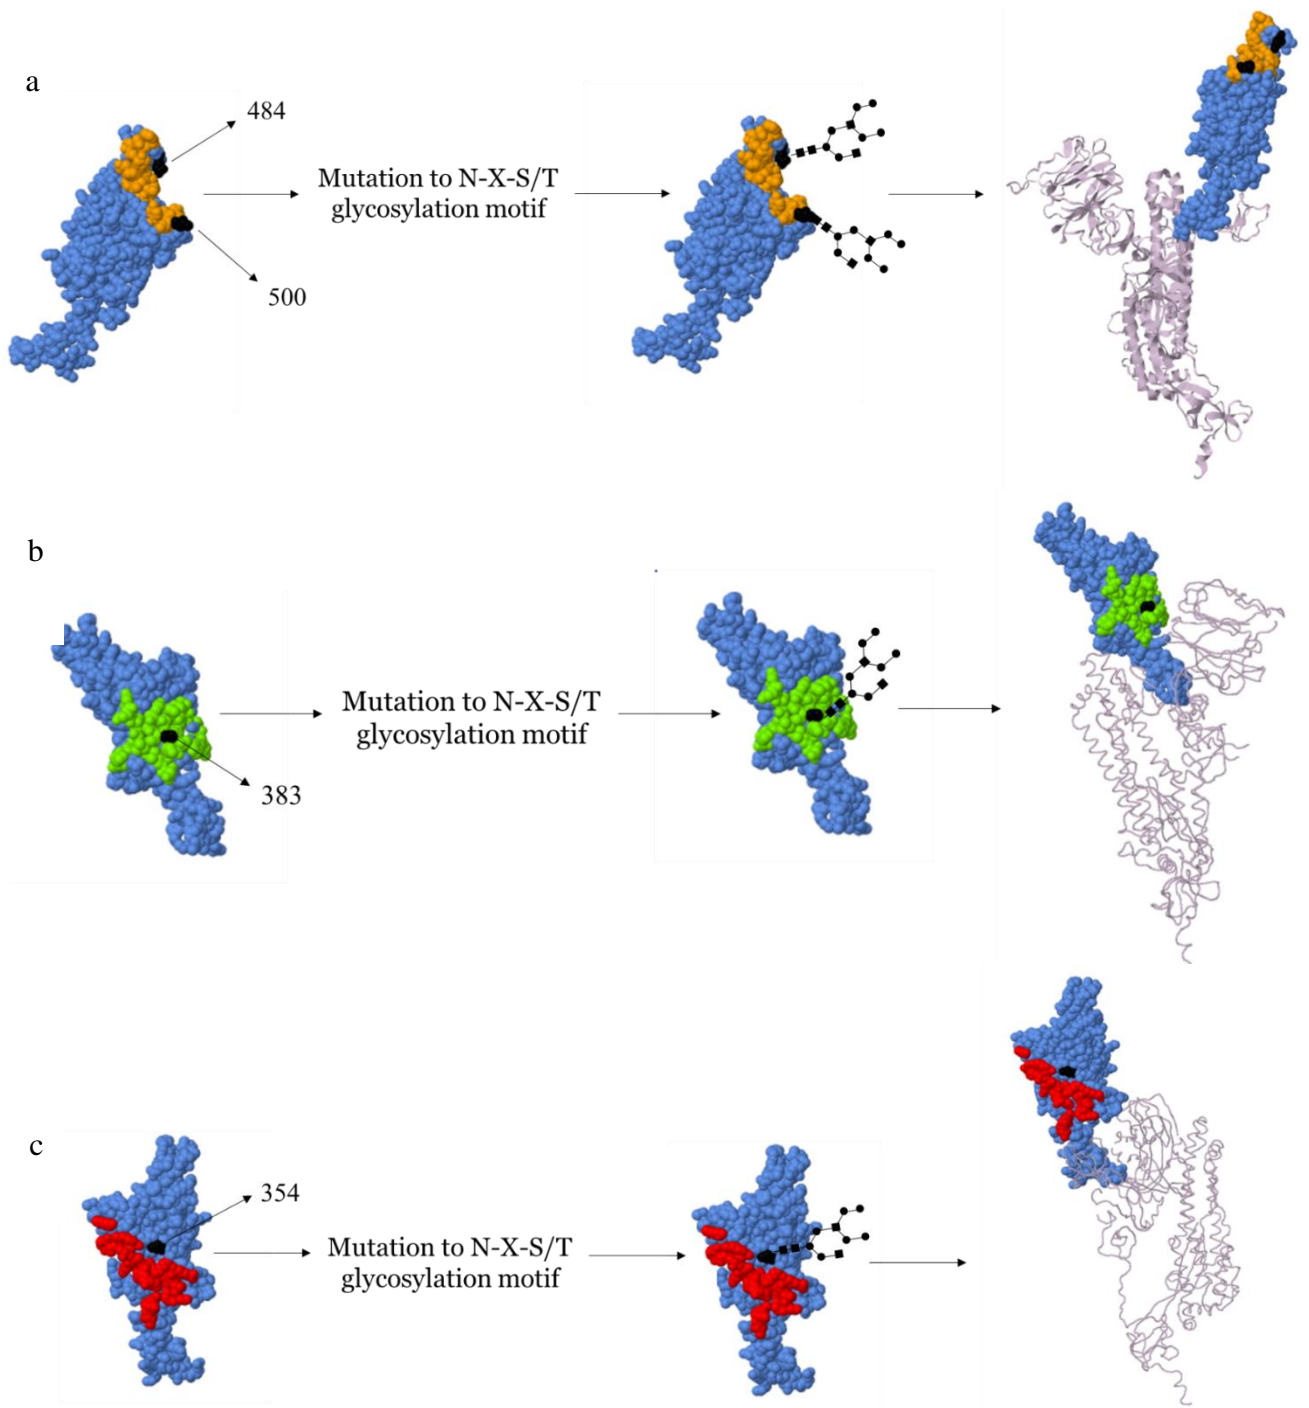 a
484
Mutation to N-X-S/T
glycosylation motif
500
b
Mutation to N-X-S/T
glycosylation motif
383
c
354
Mutation to N-X-S/T
glycosylation motif